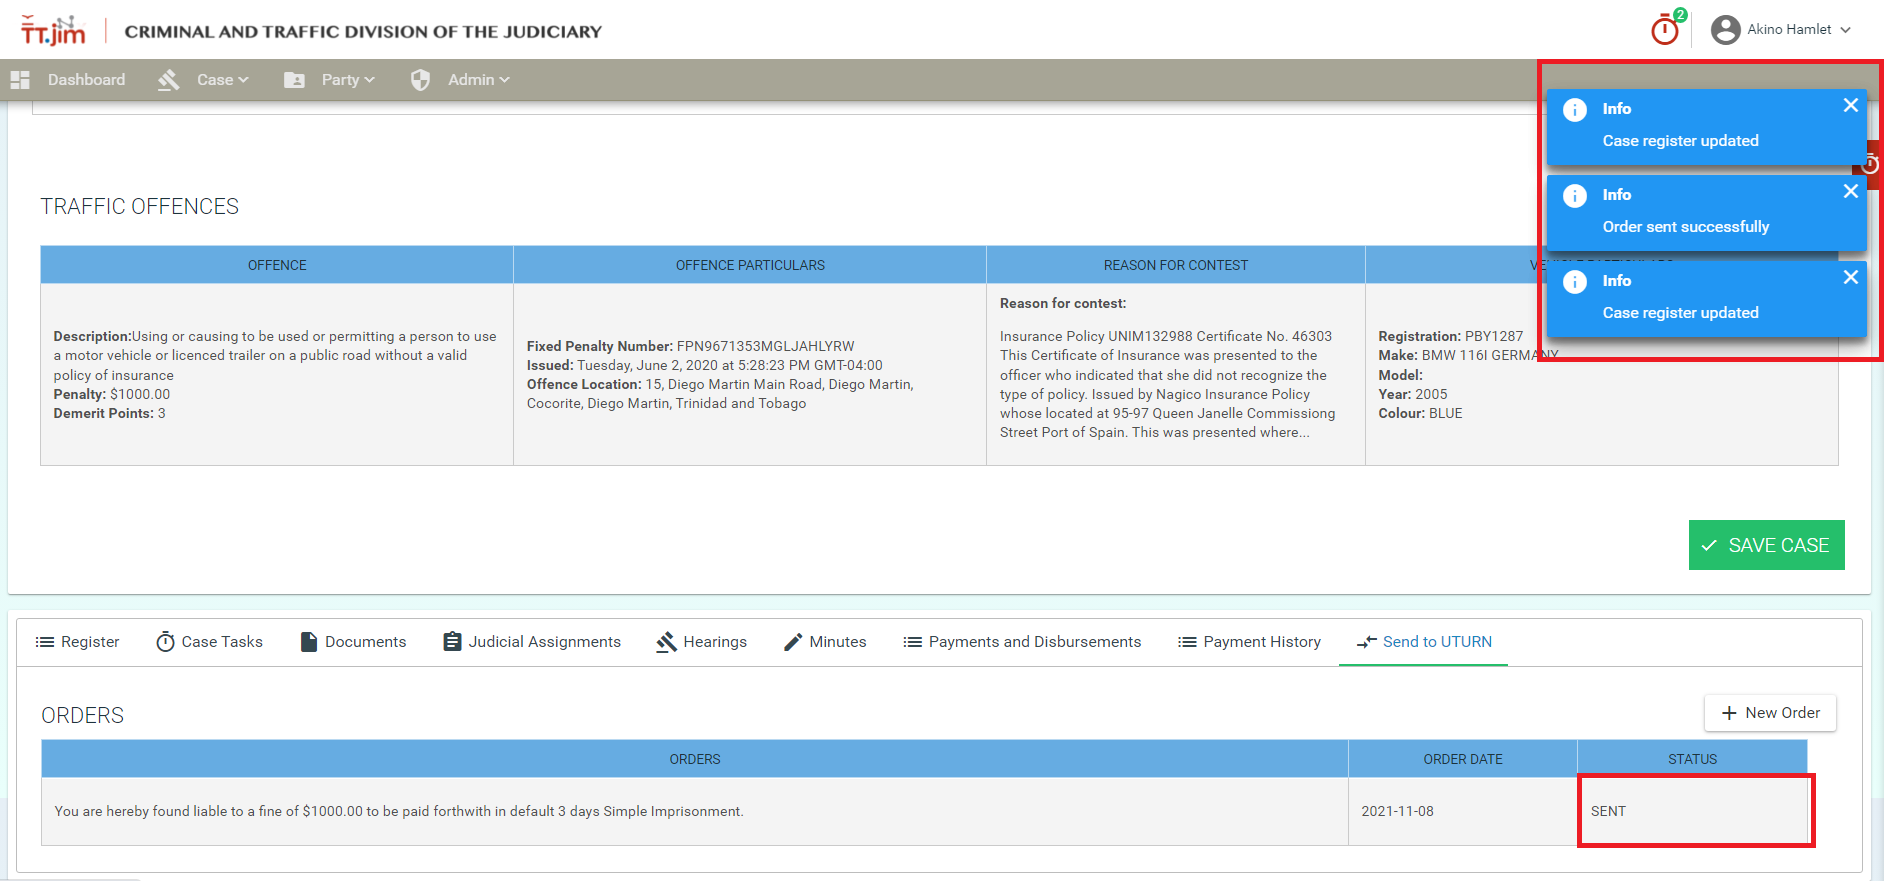 TT.jim
CRIMINAL AND TRAFFIC DIVISION OF THE JUDICIARY
2
Akino Hamlet
Dashboard
Case
Party
Admin
Info
Case register updated
Info
Order sent successfully
Info
Case register updated
TRAFFIC OFFENCES
OFFENCE
OFFENCE PARTICULARS
REASON FOR CONTEST
Description:Using or causing to be used or permitting a person to use
a motor vehicle or licenced trailer on a public road without a valid
policy of insurance
Penalty: $1000.00
Demerit Points: 3
Fixed Penalty Number: FPN9671353MGLJAHLYRW
Issued: Tuesday, June 2, 2020 at 5:28:23 PM GMT-04:00
Offence Location: 15, Diego Martin Main Road, Diego Martin,
Cocorite, Diego Martin, Trinidad and Tobago
Reason for contest:
Insurance Policy UNIM132988 Certificate No. 46303
This Certificate of Insurance was presented to the
officer who indicated that she did not recognize the
type of policy. Issued by Nagico Insurance Policy
whose located at 95-97 Queen Janelle Commissiong
Street Port of Spain. This was presented where...
Registration: PBY1287
Make: BMW 116I GERMANY
Model:
Year: 2005
Colour: BLUE
SAVE CASE
Register
Case Tasks
Documents
Judicial Assignments
Hearings
Minutes
Payments and Disbursements
Payment History
Send to UTURN
ORDERS
New Order
ORDERS
ORDER DATE
STATUS
You are hereby found liable to a fine of $1000.00 to be paid forthwith in default 3 days Simple Imprisonment.
2021-11-08
SENT